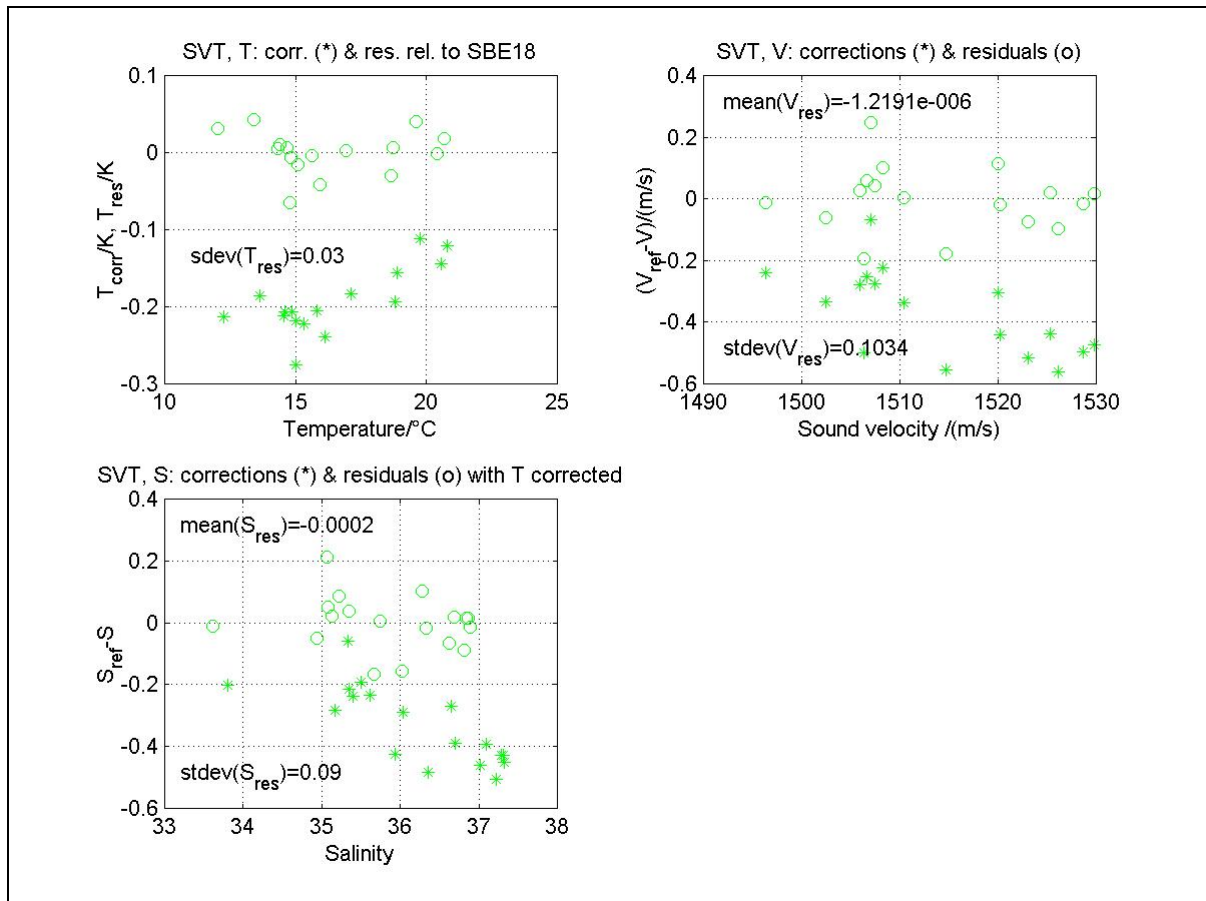 SVT, T: corr. (*) & res. rel. to SBE18
0.1
0
-0.1
-0.2
-0.3
T_corr/K, T_res/K
sdev(T_res)=0.03
10 15 20 25
Temperature/°C
SVT, V: corrections (*) & residuals (o)
0.4
0.2
0
-0.2
-0.4
-0.6
(V_ref-V)/(m/s)
mean(V_res)=-1.2191e-006
stdev(V_res)=0.1034
1490 1500 1510 1520 1530
Sound velocity /(m/s)
SVT, S: corrections (*) & residuals (o) with T corrected
0.4
0.2
0
-0.2
-0.4
-0.6
S_ref-S
mean(S_res)=-0.0002
stdev(S_res)=0.09
33 34 35 36 37 38
Salinity